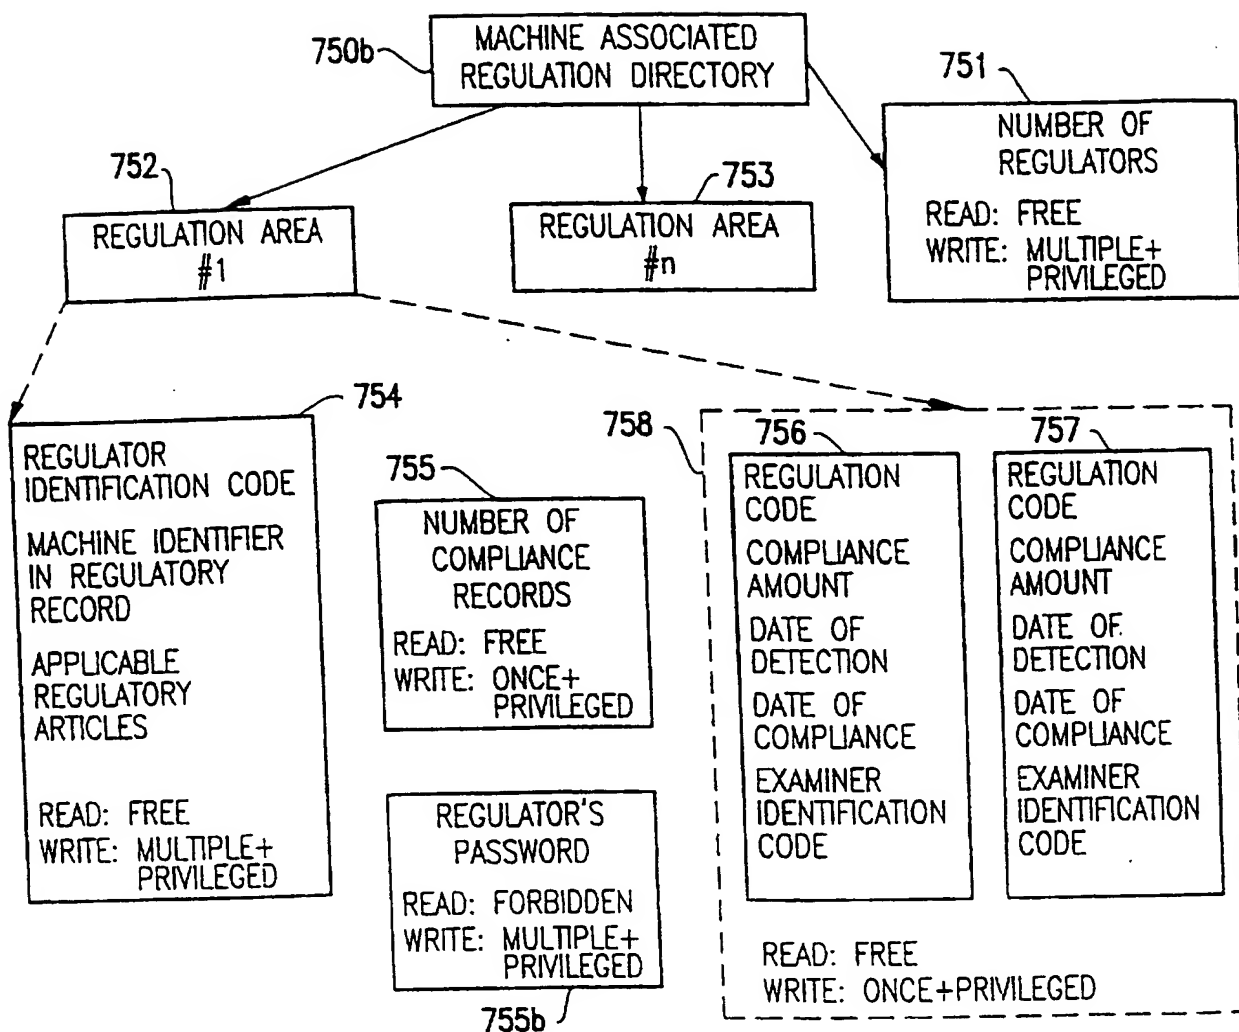 750b
MACHINE ASSOCIATED
REGULATION DIRECTORY
751
NUMBER OF
REGULATORS
READ: FREE
WRITE: MULTIPLE+
PRIVILEGED
752
REGULATION AREA
#1
753
REGULATION AREA
#n
754
REGULATOR
IDENTIFICATION CODE
MACHINE IDENTIFIER
IN REGULATORY
RECORD
APPLICABLE
REGULATORY
ARTICLES
READ: FREE
WRITE: MULTIPLE+
PRIVILEGED
755
NUMBER OF
COMPLIANCE
RECORDS
READ: FREE
WRITE: ONCE+
PRIVILEGED
REGULATOR'S
PASSWORD
READ: FORBIDDEN
WRITE: MULTIPLE+
PRIVILEGED
755b
758
756
REGULATION
CODE
COMPLIANCE
AMOUNT
DATE OF
DETECTION
DATE OF
COMPLIANCE
EXAMINER
IDENTIFICATION
CODE
757
REGULATION
CODE
COMPLIANCE
AMOUNT
DATE OF
DETECTION
DATE OF
COMPLIANCE
EXAMINER
IDENTIFICATION
CODE
READ: FREE
WRITE: ONCE+PRIVILEGED